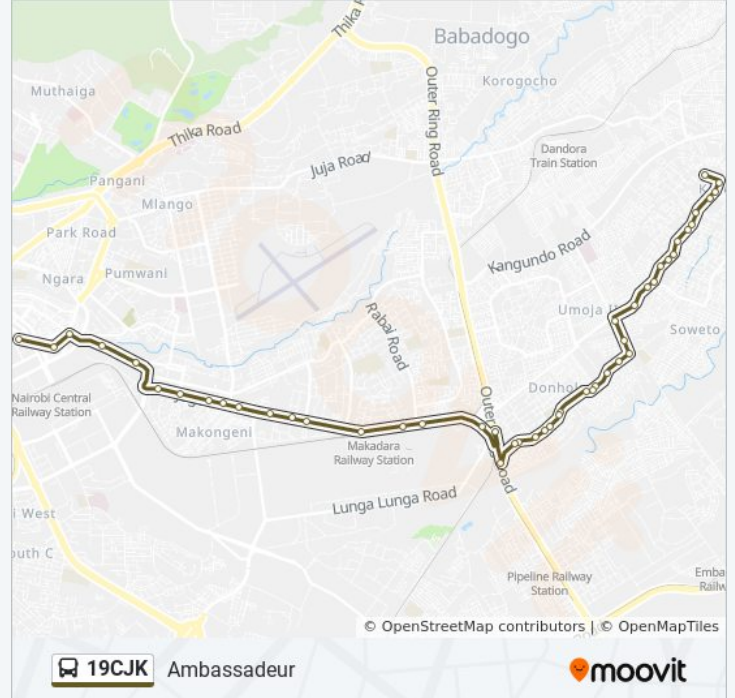 Thika
Babadogo
Korogocho
Muthaiga
Outer Ring Road
Thika Road
Dandora
Train Station
Juja Road
Pangani
Mlango
Park Road
Kangundo Road
Pumwani
Ngara
Rabai Road
Umoja II
Soweto
Nairobi Central
Railway Station
Donhol
Outer
Makongeni
Makadara
Railway Station
Road
Lunga Lunga Road
i West
outh C
Pipeline Railway
Station
Emba
Railw
© OpenStreetMap contributors | © OpenMapTiles
19CJK Ambassadeur
moovit